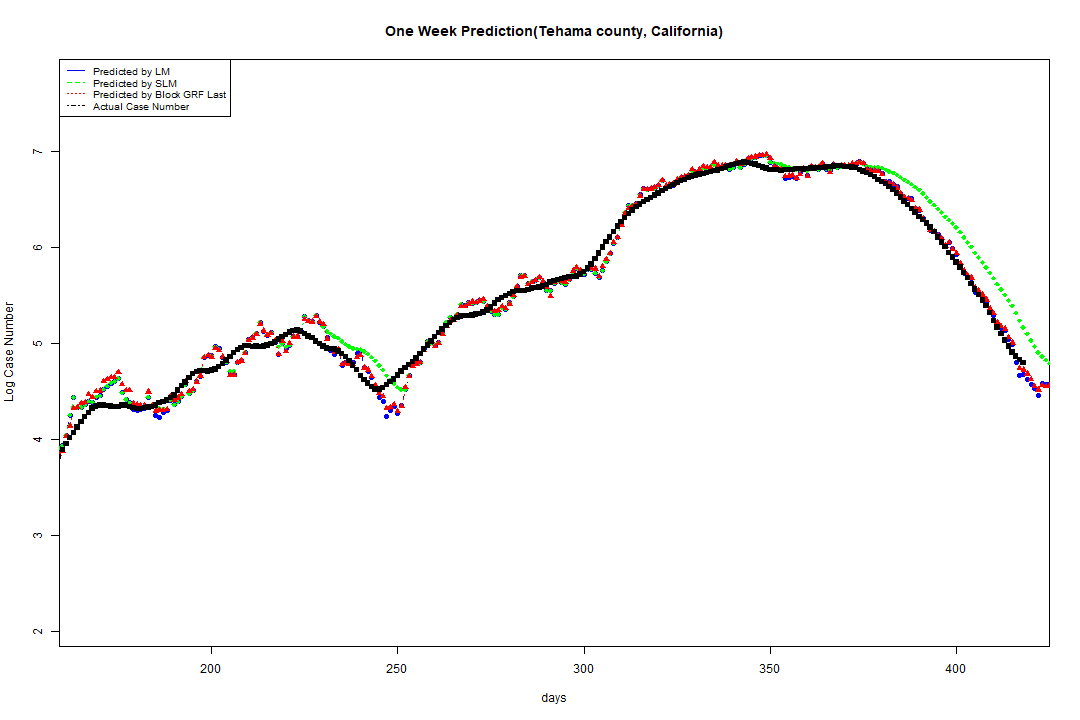 One Week Prediction(Tehama county, California)
Predicted by LM
Predicted by SLM
Predicted by Block GRF Last
Actual Case Number
7
6
5
4
3
2
Log Case Number
200 250 300 350 400
days